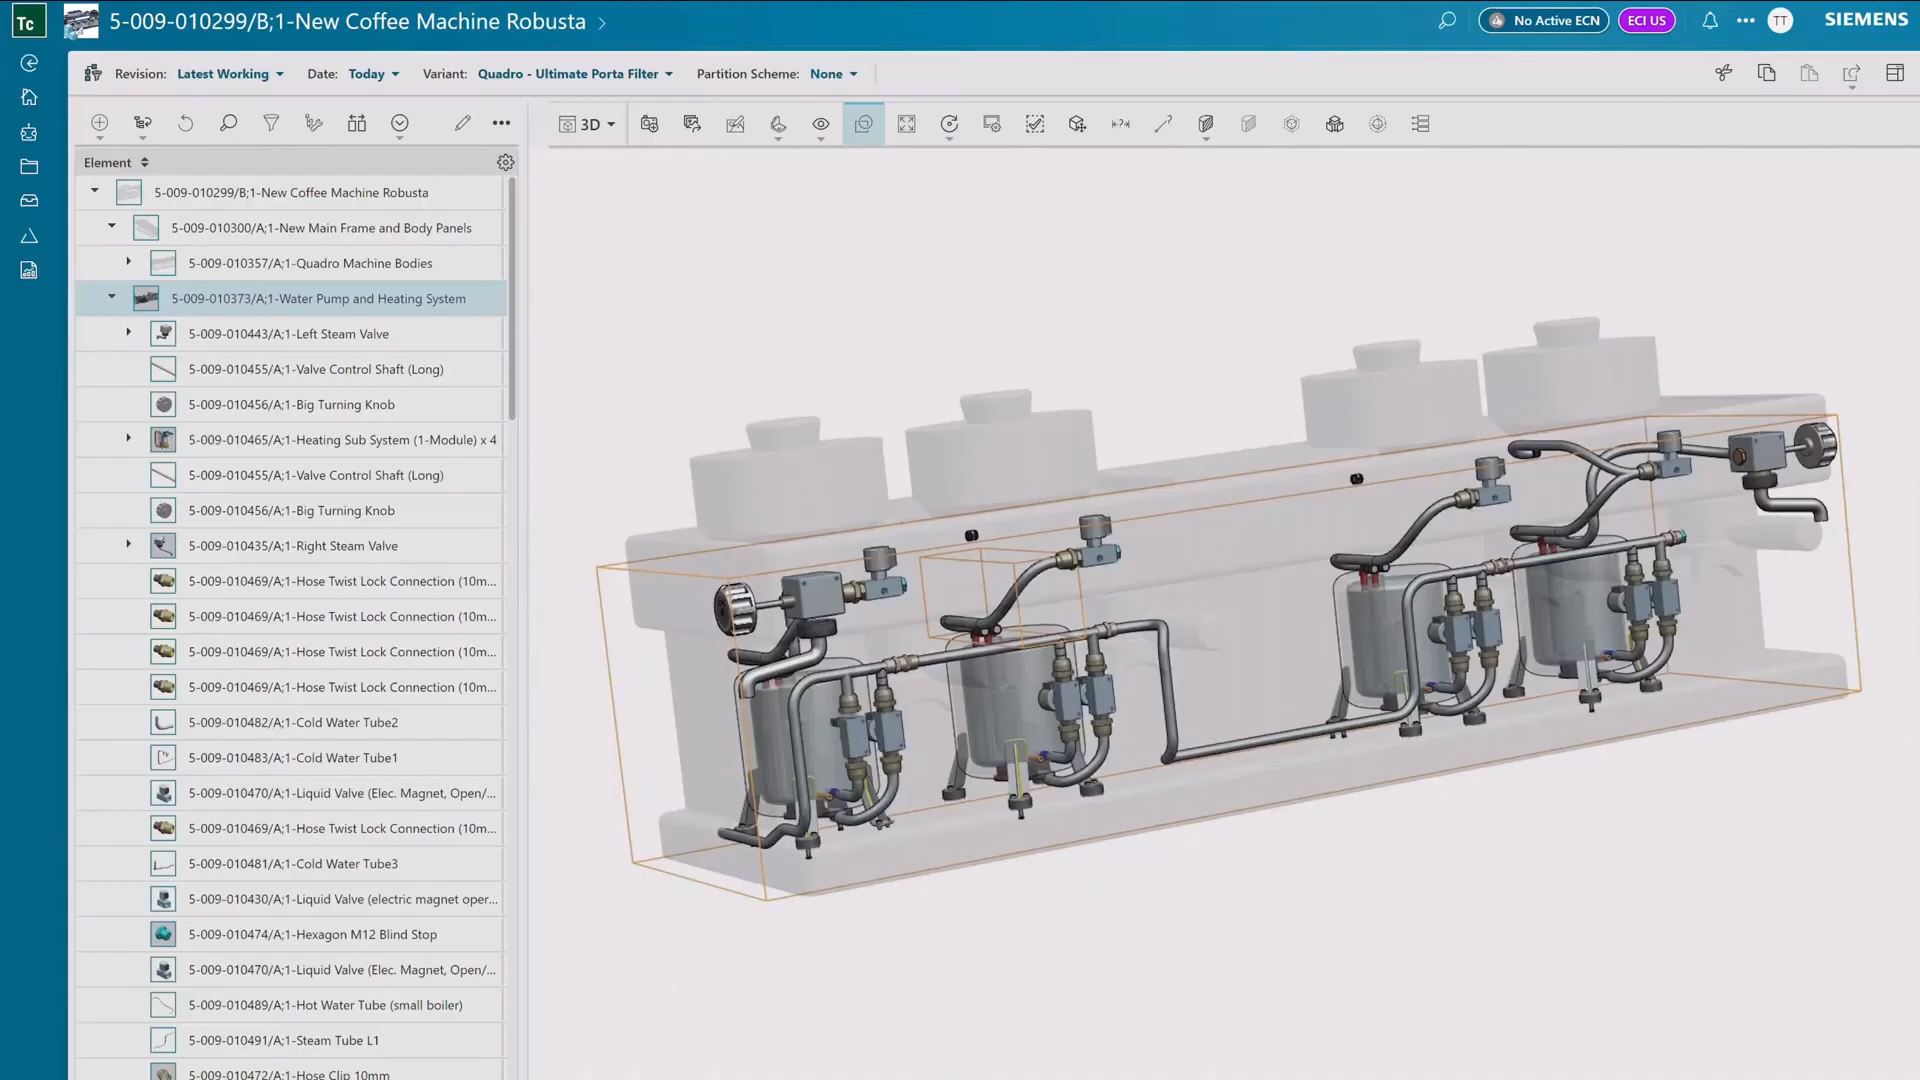 Tc
5-009-010299/B;1-New Coffee Machine Robusta
No Active ECN
ECI US
TT
SIEMENS
Revision: Latest Working
Date: Today
Variant: Quadro - Ultimate Porta Filter
Partition Scheme: None
3D
Element
5-009-010299/B;1-New Coffee Machine Robusta
5-009-010300/A;1-New Main Frame and Body Panels
5-009-010357/A;1-Quadro Machine Bodies
5-009-010373/A;1-Water Pump and Heating System
5-009-010443/A;1-Left Steam Valve
5-009-010455/A;1-Valve Control Shaft (Long)
5-009-010456/A;1-Big Turning Knob
5-009-010465/A;1-Heating Sub System (1-Module) x 4
5-009-010455/A;1-Valve Control Shaft (Long)
5-009-010456/A;1-Big Turning Knob
5-009-010435/A;1-Right Steam Valve
5-009-010469/A;1-Hose Twist Lock Connection (10m...
5-009-010469/A;1-Hose Twist Lock Connection (10m...
5-009-010469/A;1-Hose Twist Lock Connection (10m...
5-009-010469/A;1-Hose Twist Lock Connection (10m...
5-009-010482/A;1-Cold Water Tube2
5-009-010483/A;1-Cold Water Tube1
5-009-010470/A;1-Liquid Valve (Elec. Magnet, Open/...
5-009-010469/A;1-Hose Twist Lock Connection (10m...
5-009-010481/A;1-Cold Water Tube3
5-009-010430/A;1-Liquid Valve (electric magnet oper...
5-009-010474/A;1-Hexagon M12 Blind Stop
5-009-010470/A;1-Liquid Valve (Elec. Magnet, Open/...
5-009-010489/A;1-Hot Water Tube (small boiler)
5-009-010491/A;1-Steam Tube L1
5-009-010472/A;1-Hose Clip 10mm